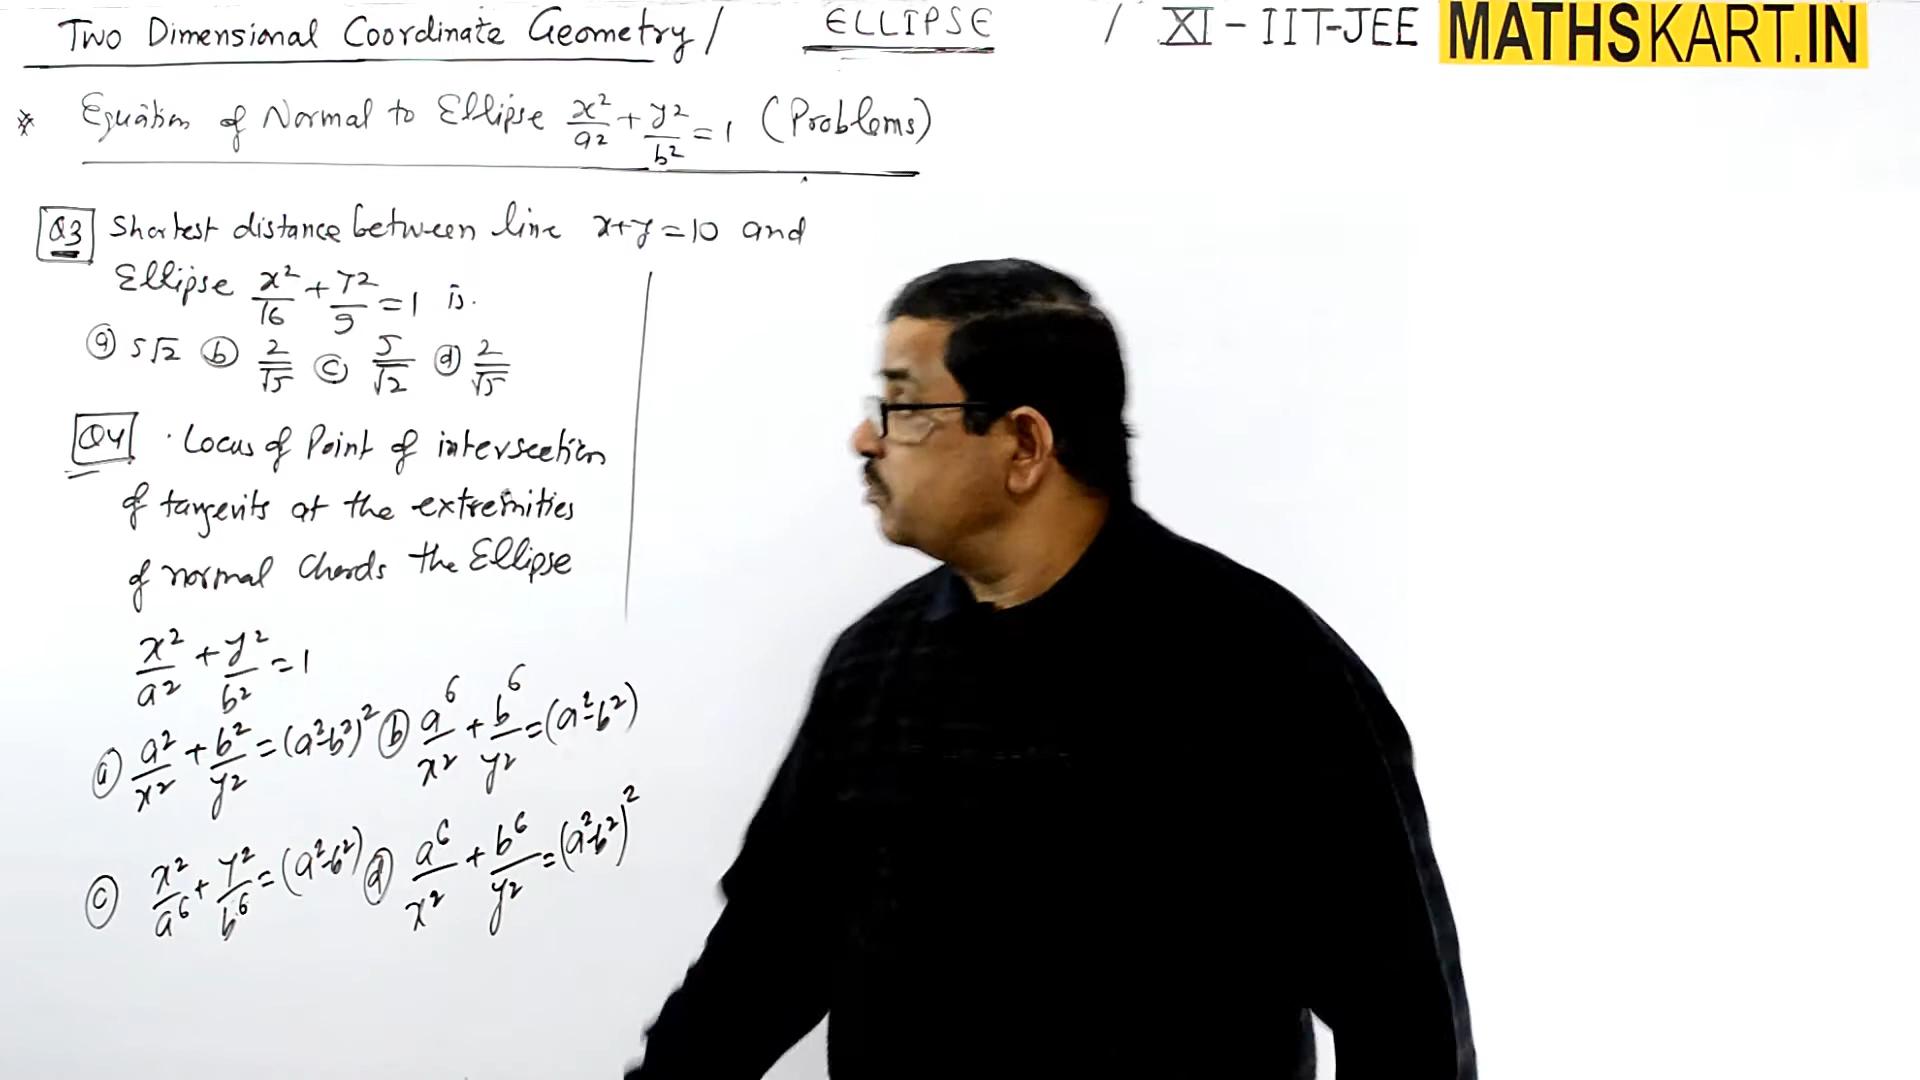 Two Dimensional Coordinate Geometry / ELLIPSE / XI - IIT-JEE MATHSKART.IN
* Equation of Normal to Ellipse x²/a² + y²/b² = 1 (Problems)
Q3 Shortest distance between line x+y=10 and
Ellipse x²/16 + y²/9 = 1 is.
(a) 5√2 (b) 2/√5 (c) 5/√2 (d) 2/√5
Q4 . Locus of Point of intersection
of tangents at the extremities
of normal Chords the Ellipse
x²/a² + y²/b² = 1
(a) a²/x² + b²/y² = (a²-b²)² (b) a⁶/x² + b⁶/y² = (a²-b²)
(c) x²/a⁶ + y²/b⁶ = (a²-b²) (d) a⁶/x² + b⁶/y² = (a²-b²)²